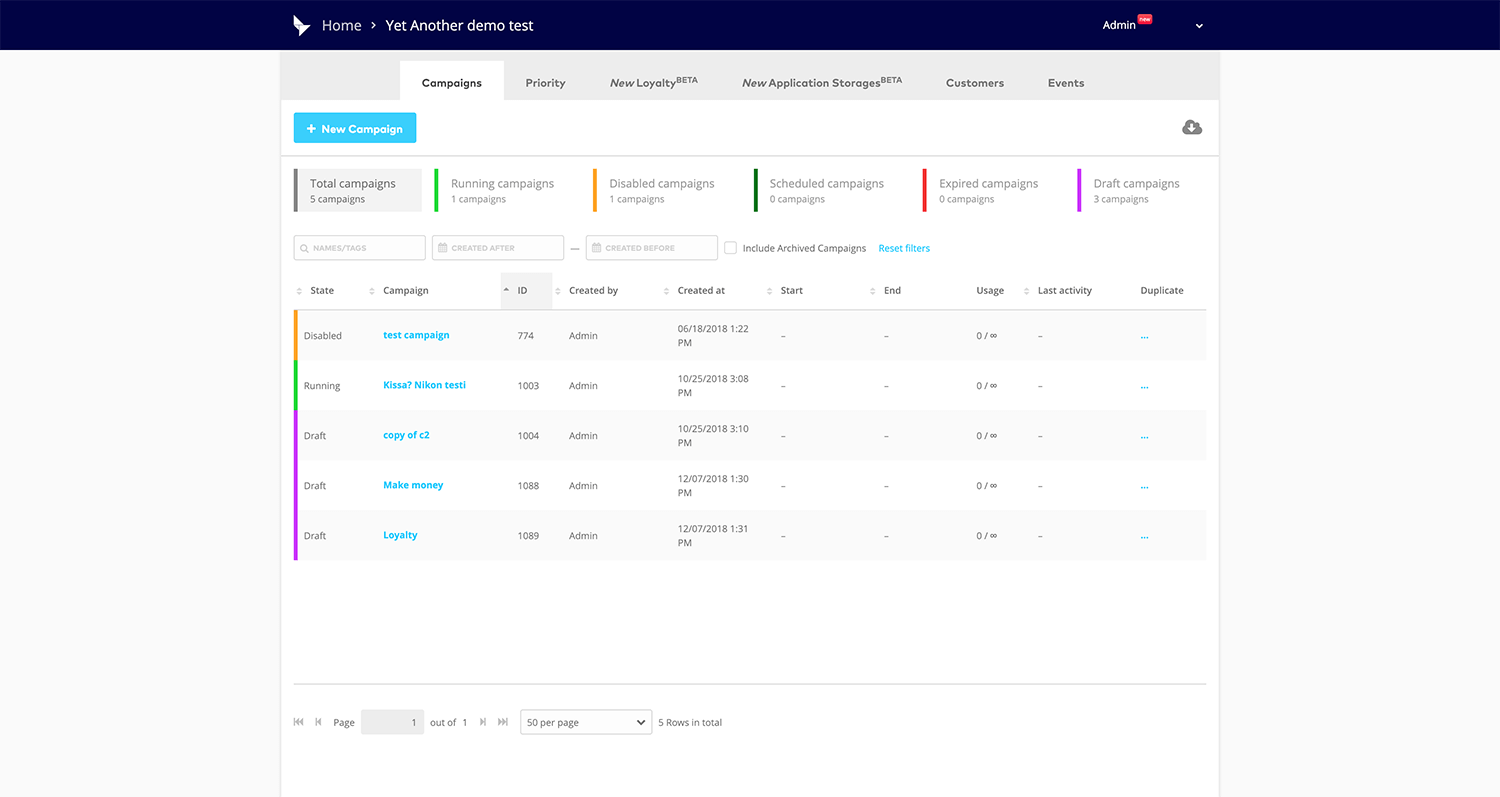 Home › Yet Another demo test Admin new
Campaigns Priority New Loyalty BETA New Application Storages BETA Customers Events
+ New Campaign
Total campaigns Running campaigns Disabled campaigns Scheduled campaigns Expired campaigns Draft campaigns
5 campaigns 1 campaigns 1 campaigns 0 campaigns 0 campaigns 3 campaigns
NAMES/TAGS CREATED AFTER — CREATED BEFORE Include Archived Campaigns Reset filters
State Campaign ID Created by Created at Start End Usage Last activity Duplicate
Disabled test campaign 774 Admin 06/18/2018 1:22 PM – – 0 / ∞ – ...
Running Kissa? Nikon testi 1003 Admin 10/25/2018 3:08 PM – – 0 / ∞ – ...
Draft copy of c2 1004 Admin 10/25/2018 3:10 PM – – 0 / ∞ – ...
Draft Make money 1088 Admin 12/07/2018 1:30 PM – – 0 / ∞ – ...
Draft Loyalty 1089 Admin 12/07/2018 1:31 PM – – 0 / ∞ – ...
Page 1 out of 1 50 per page 5 Rows in total